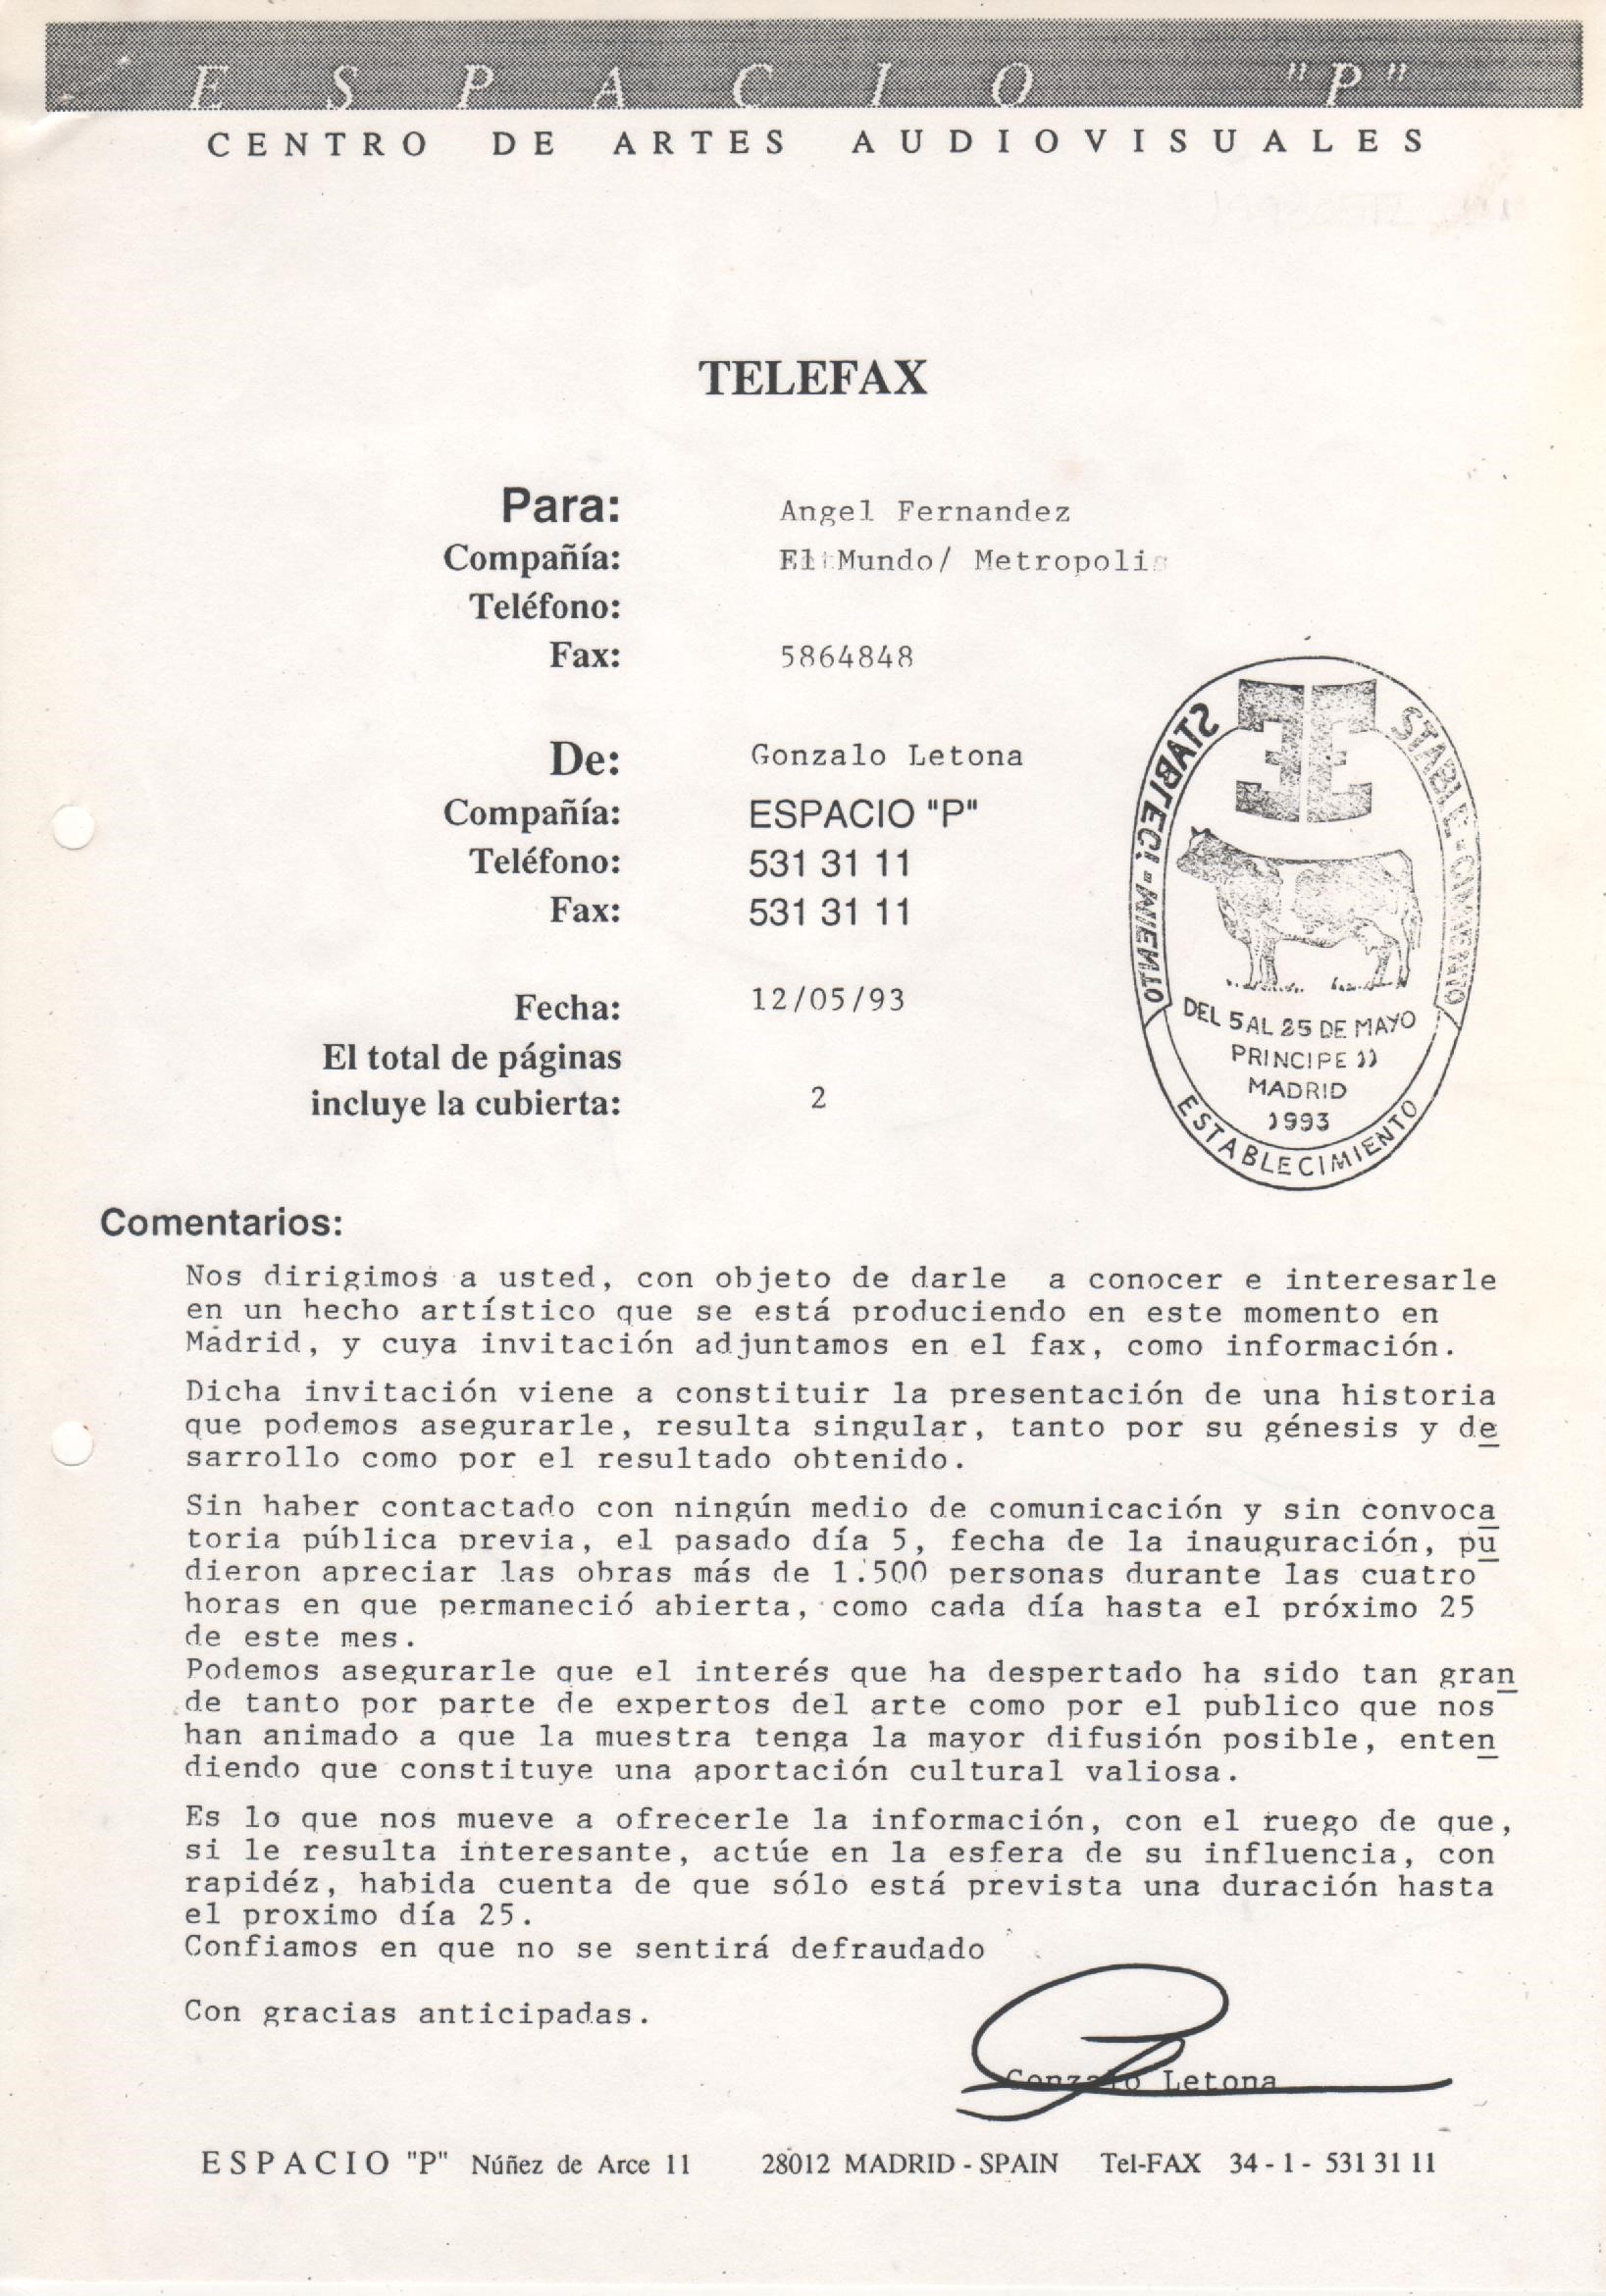 ESPACIO "P"
CENTRO DE ARTES AUDIOVISUALES
TELEFAX
Para: Angel Fernandez
Compañía: El Mundo/ Metropolis
Teléfono:
Fax: 5864848
De: Gonzalo Letona
Compañía: ESPACIO "P"
Teléfono: 531 31 11
Fax: 531 31 11
Fecha: 12/05/93
El total de páginas
incluye la cubierta: 2
STABLECI-MIENTO
STABLE-CIMIENTO
DEL 5 AL 25 DE MAYO
PRINCIPE 11
MADRID
1993
ESTABLECIMIENTO
Comentarios:
Nos dirigimos a usted, con objeto de darle a conocer e interesarle
en un hecho artístico que se está produciendo en este momento en
Madrid, y cuya invitación adjuntamos en el fax, como información.
Dicha invitación viene a constituir la presentación de una historia
que podemos asegurarle, resulta singular, tanto por su génesis y de
sarrollo como por el resultado obtenido.
Sin haber contactado con ningún medio de comunicación y sin convoca
toria pública previa, el pasado día 5, fecha de la inauguración, pu
dieron apreciar las obras más de 1.500 personas durante las cuatro
horas en que permaneció abierta, como cada día hasta el próximo 25
de este mes.
Podemos asegurarle que el interés que ha despertado ha sido tan gran
de tanto por parte de expertos del arte como por el publico que nos
han animado a que la muestra tenga la mayor difusión posible, enten
diendo que constituye una aportación cultural valiosa.
Es lo que nos mueve a ofrecerle la información, con el ruego de que,
si le resulta interesante, actúe en la esfera de su influencia, con
rapidéz, habida cuenta de que sólo está prevista una duración hasta
el proximo día 25.
Confiamos en que no se sentirá defraudado
Con gracias anticipadas.
Gonzalo Letona
ESPACIO "P" Núñez de Arce 11 28012 MADRID - SPAIN Tel-FAX 34 - 1 - 531 31 11